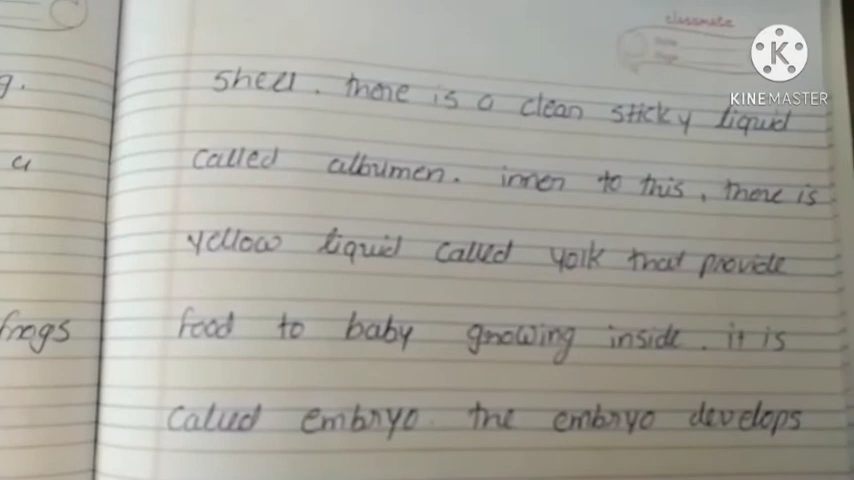 classmate
KINEMASTER
g.
a
frogs
shell. there is a clean sticky liquid
called albumen. inner to this, there is
yellow liquid called yolk that provide
food to baby growing inside. it is
called embryo the embryo develops